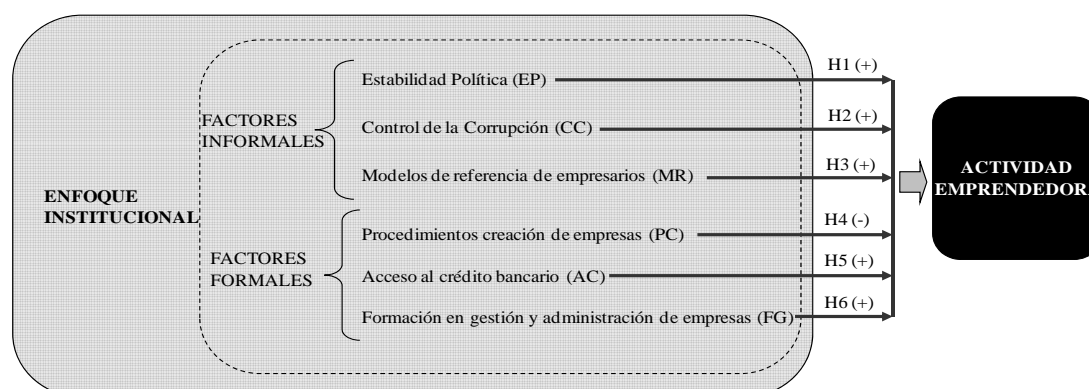 ENFOQUE
INSTITUCIONAL
FACTORES
INFORMALES
Estabilidad Política (EP)
H1 (+)
Control de la Corrupción (CC)
H2 (+)
Modelos de referencia de empresarios (MR)
H3 (+)
FACTORES
FORMALES
Procedimientos creación de empresas (PC)
H4 (-)
Acceso al crédito bancario (AC)
H5 (+)
Formación en gestión y administración de empresas (FG)
H6 (+)
ACTIVIDAD
EMPRENDEDORA